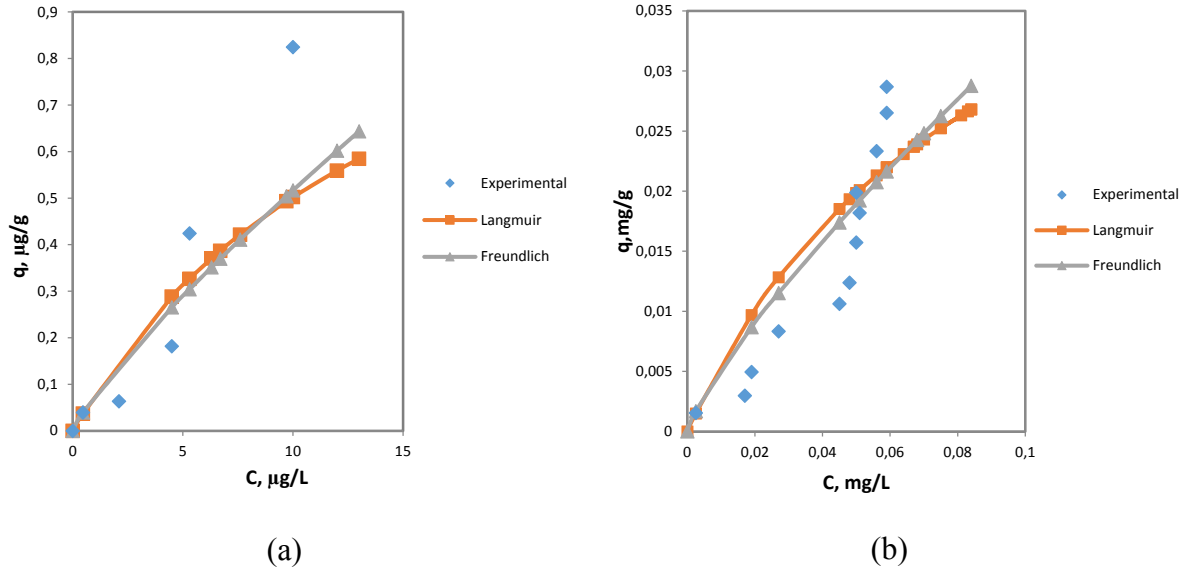 0,9
0,8
0,7
0,6
0,5
0,4
0,3
0,2
0,1
0
q, µg/g
0
5
10
15
C, µg/L
Experimental
Langmuir
Freundlich
(a)
0,035
0,03
0,025
0,02
0,015
0,01
0,005
0
q,mg/g
0
0,02
0,04
0,06
0,08
0,1
C, mg/L
Experimental
Langmuir
Freundlich
(b)